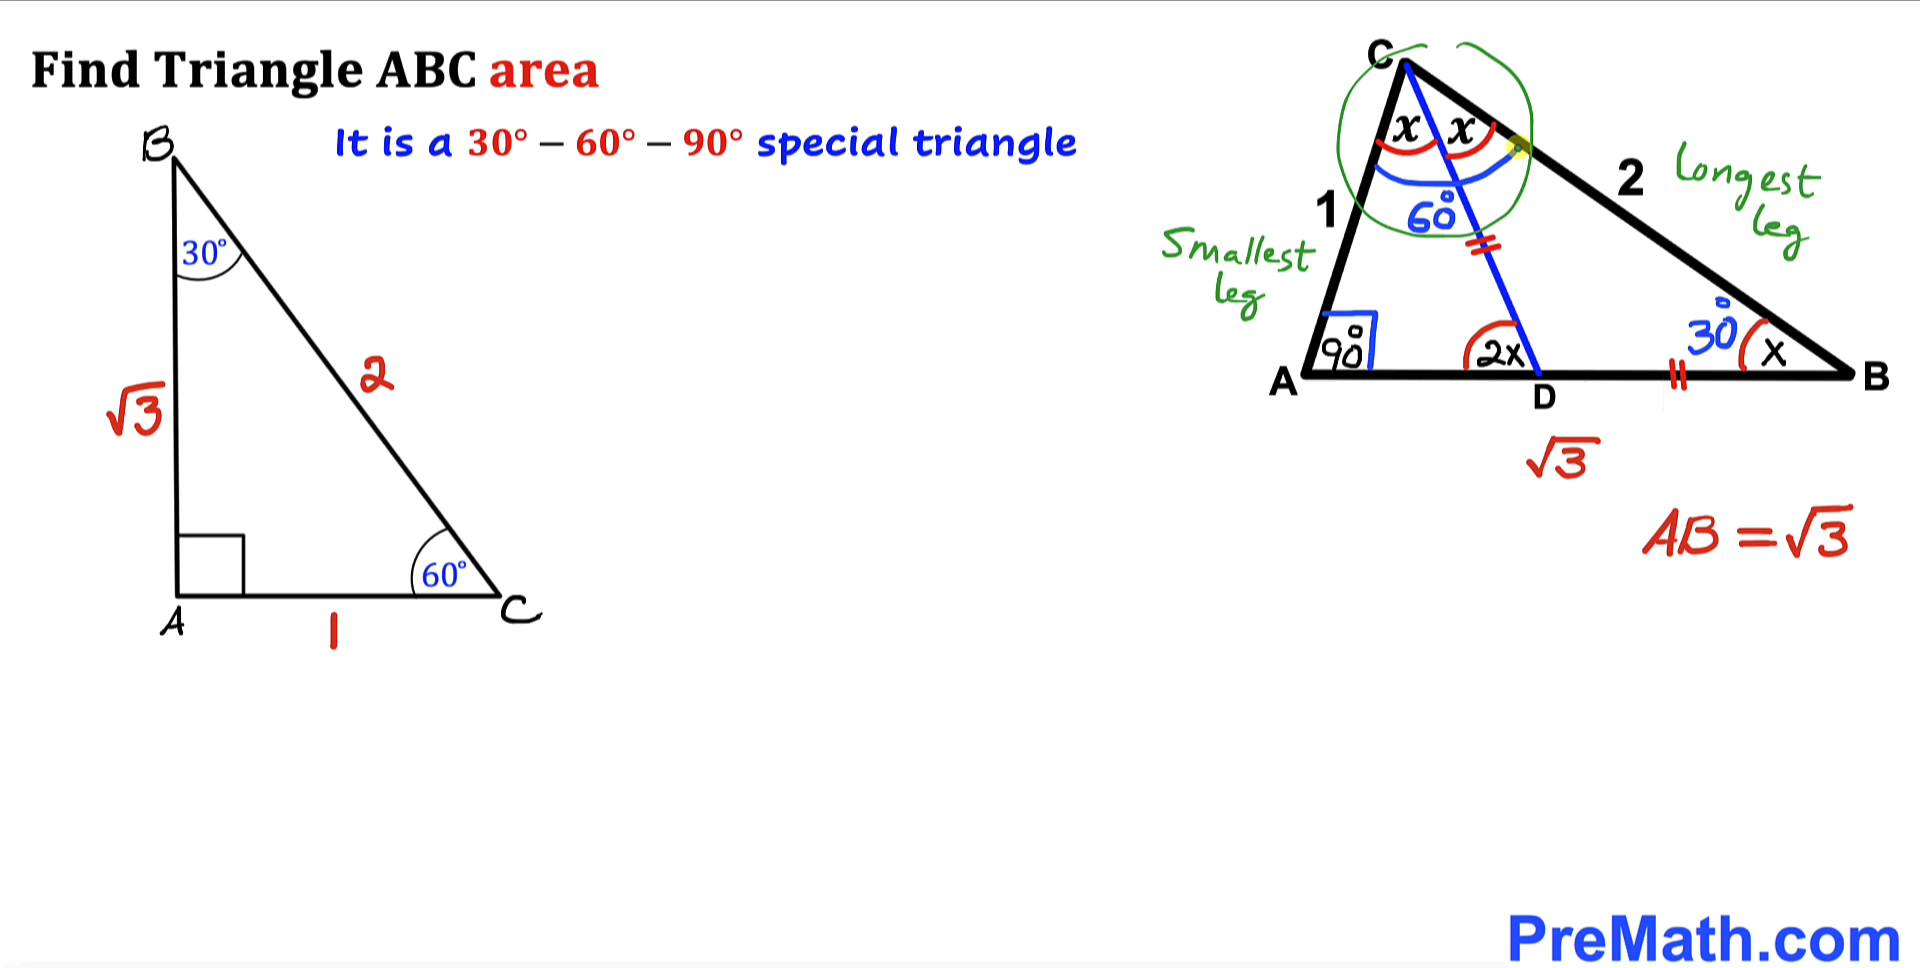 Find Triangle ABC area
It is a 30° – 60° – 90° special triangle
B
30°
√3
2
60°
A
1
C
C
x
x
1
2
Longest
leg
60°
Smallest
leg
90°
2x
30°
x
A
D
B
√3
AB = √3
PreMath.com